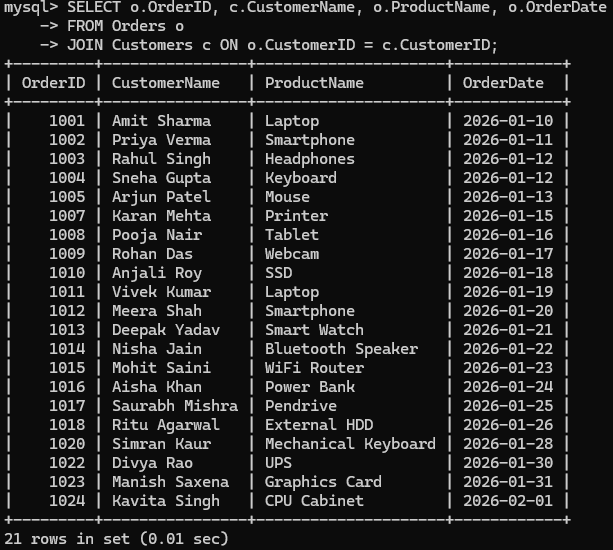 mysql> SELECT o.OrderID, c.CustomerName, o.ProductName, o.OrderDate
    -> FROM Orders o
    -> JOIN Customers c ON o.CustomerID = c.CustomerID;
+---------+----------------+---------------------+------------+
| OrderID | CustomerName   | ProductName         | OrderDate  |
+---------+----------------+---------------------+------------+
|    1001 | Amit Sharma    | Laptop              | 2026-01-10 |
|    1002 | Priya Verma    | Smartphone          | 2026-01-11 |
|    1003 | Rahul Singh    | Headphones          | 2026-01-12 |
|    1004 | Sneha Gupta    | Keyboard            | 2026-01-12 |
|    1005 | Arjun Patel    | Mouse               | 2026-01-13 |
|    1007 | Karan Mehta    | Printer             | 2026-01-15 |
|    1008 | Pooja Nair     | Tablet              | 2026-01-16 |
|    1009 | Rohan Das      | Webcam              | 2026-01-17 |
|    1010 | Anjali Roy     | SSD                 | 2026-01-18 |
|    1011 | Vivek Kumar    | Laptop              | 2026-01-19 |
|    1012 | Meera Shah     | Smartphone          | 2026-01-20 |
|    1013 | Deepak Yadav   | Smart Watch         | 2026-01-21 |
|    1014 | Nisha Jain     | Bluetooth Speaker   | 2026-01-22 |
|    1015 | Mohit Saini    | WiFi Router         | 2026-01-23 |
|    1016 | Aisha Khan     | Power Bank          | 2026-01-24 |
|    1017 | Saurabh Mishra | Pendrive            | 2026-01-25 |
|    1018 | Ritu Agarwal   | External HDD        | 2026-01-26 |
|    1020 | Simran Kaur    | Mechanical Keyboard | 2026-01-28 |
|    1022 | Divya Rao      | UPS                 | 2026-01-30 |
|    1023 | Manish Saxena  | Graphics Card       | 2026-01-31 |
|    1024 | Kavita Singh   | CPU Cabinet         | 2026-02-01 |
+---------+----------------+---------------------+------------+
21 rows in set (0.01 sec)